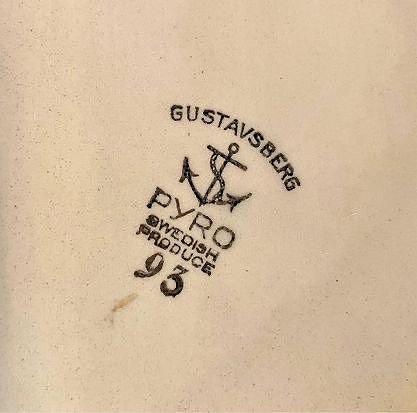 GUSTAVSBERG
PYRO
SWEDISH
PRODUCE
93